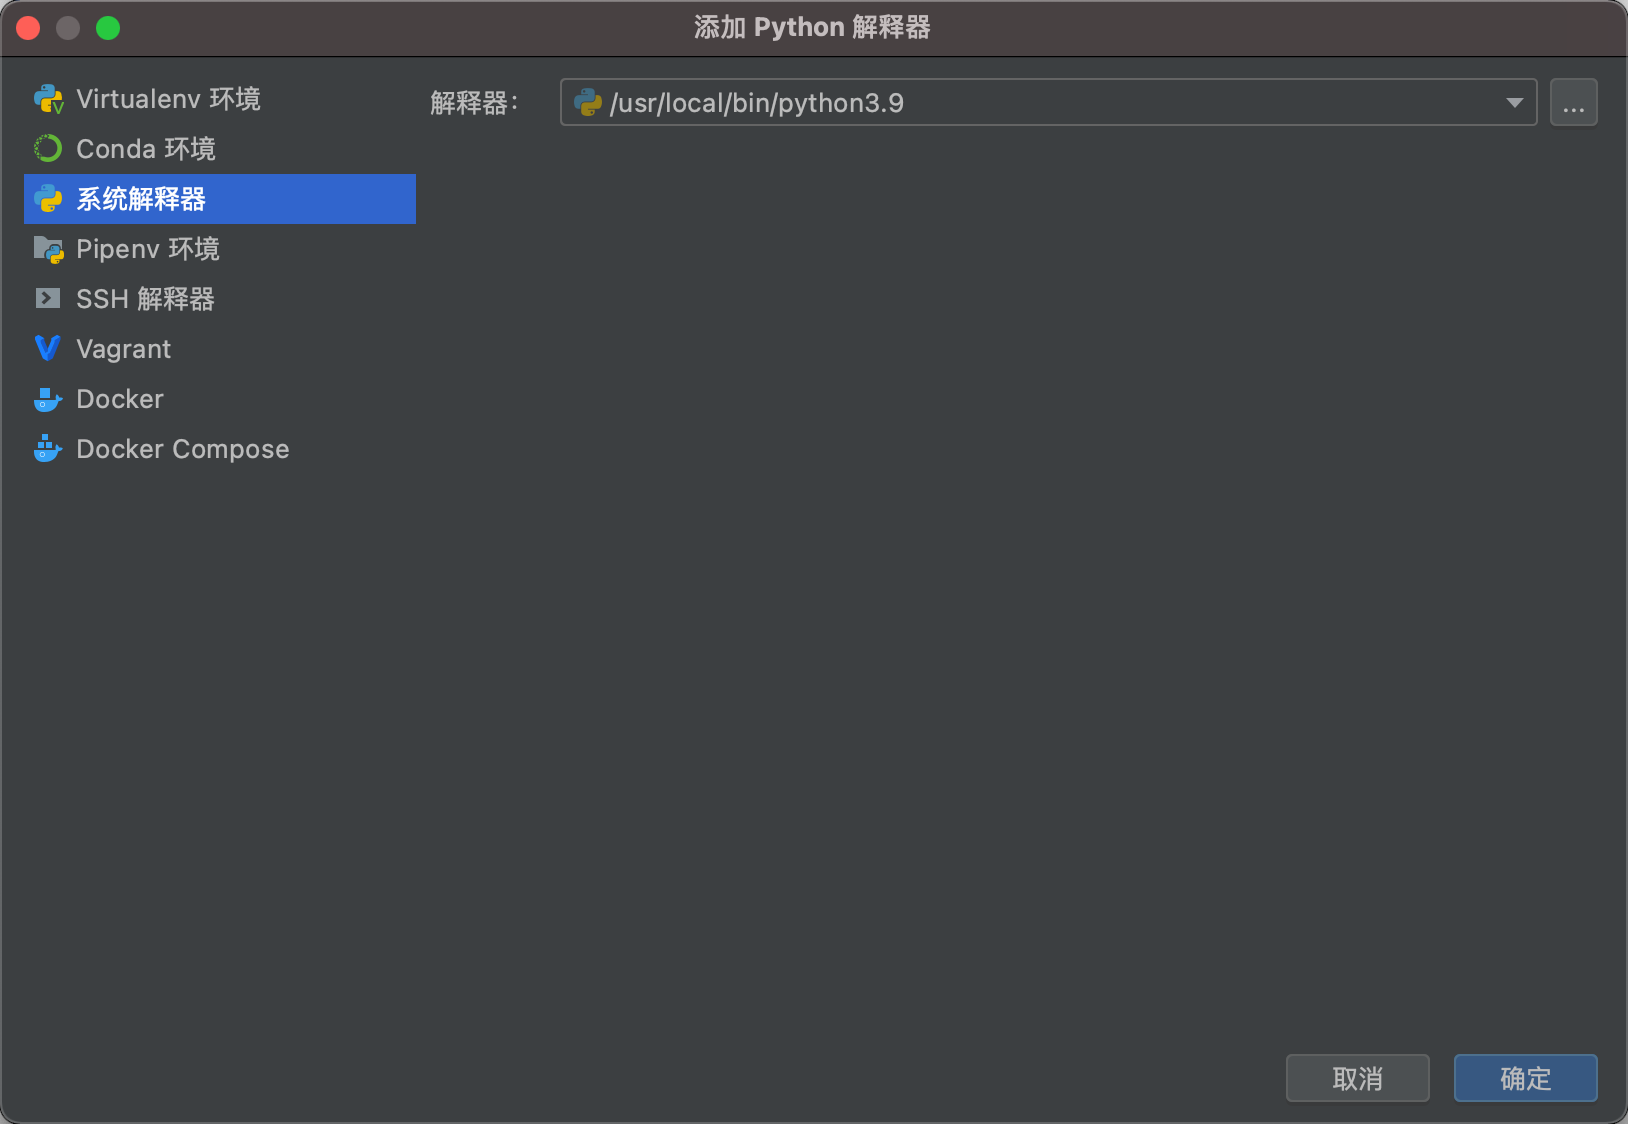 添加 Python 解释器
Virtualenv 环境
Conda 环境
系统解释器
Pipenv 环境
SSH 解释器
Vagrant
Docker
Docker Compose
解释器：
/usr/local/bin/python3.9
...
取消
确定